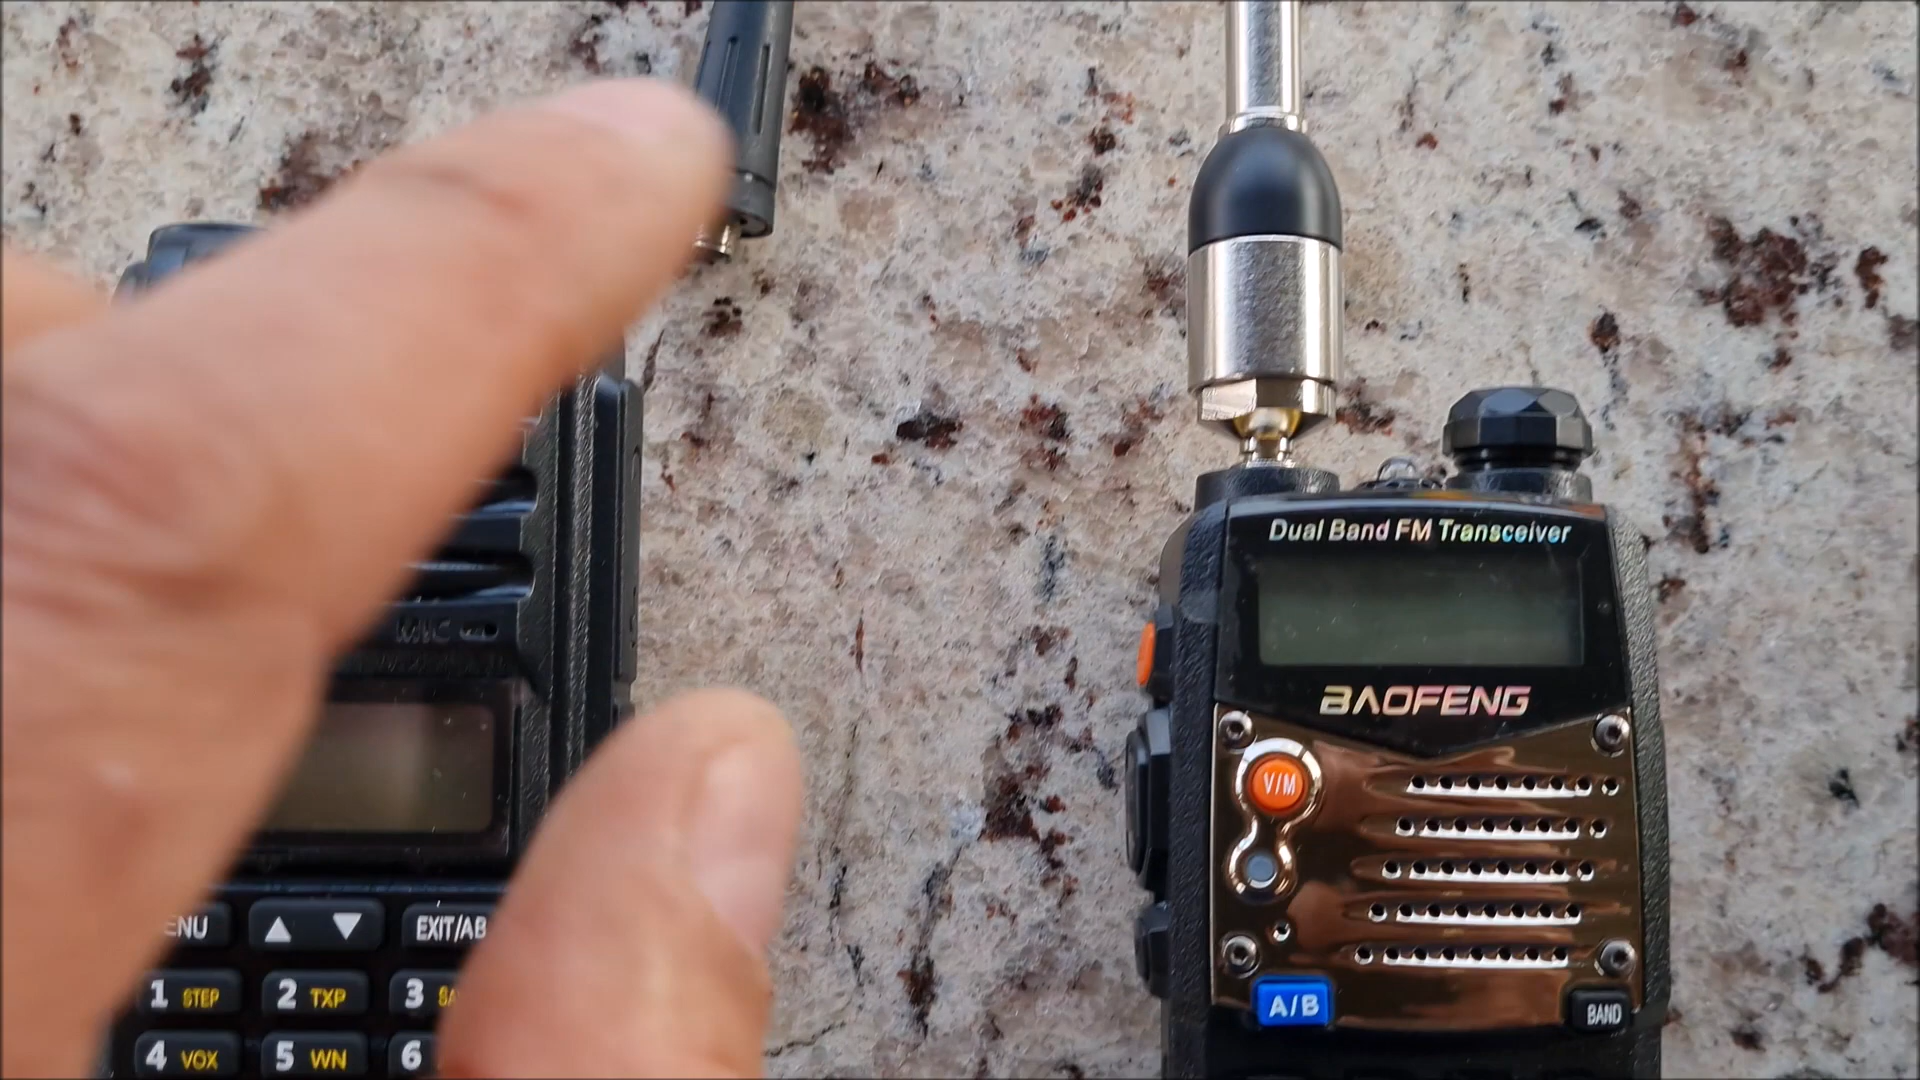 MIC
ENU ▲ ▼ EXIT/AB
1 STEP 2 TXP 3
4 VOX 5 WN 6
Dual Band FM Transceiver
BAOFENG
V/M
A/B
BAND